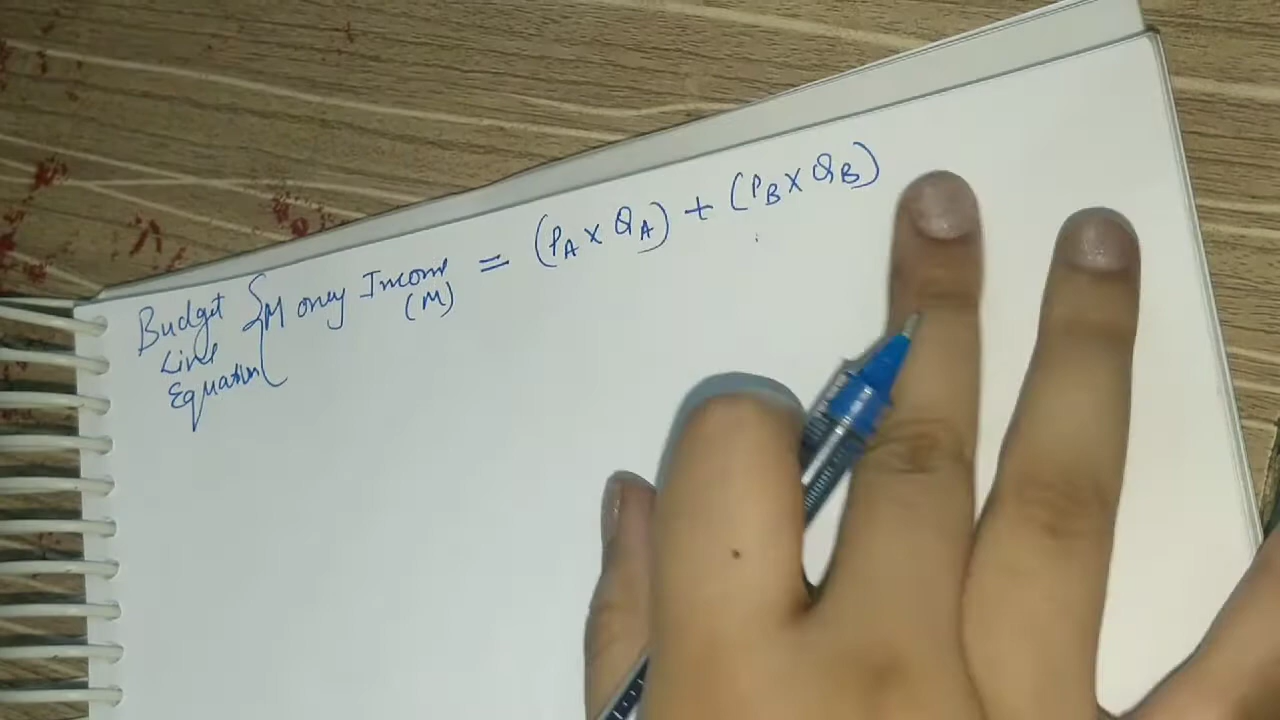 Budget { Money Income = (PA x QA) + (PB x QB)
Line (M)
Equation